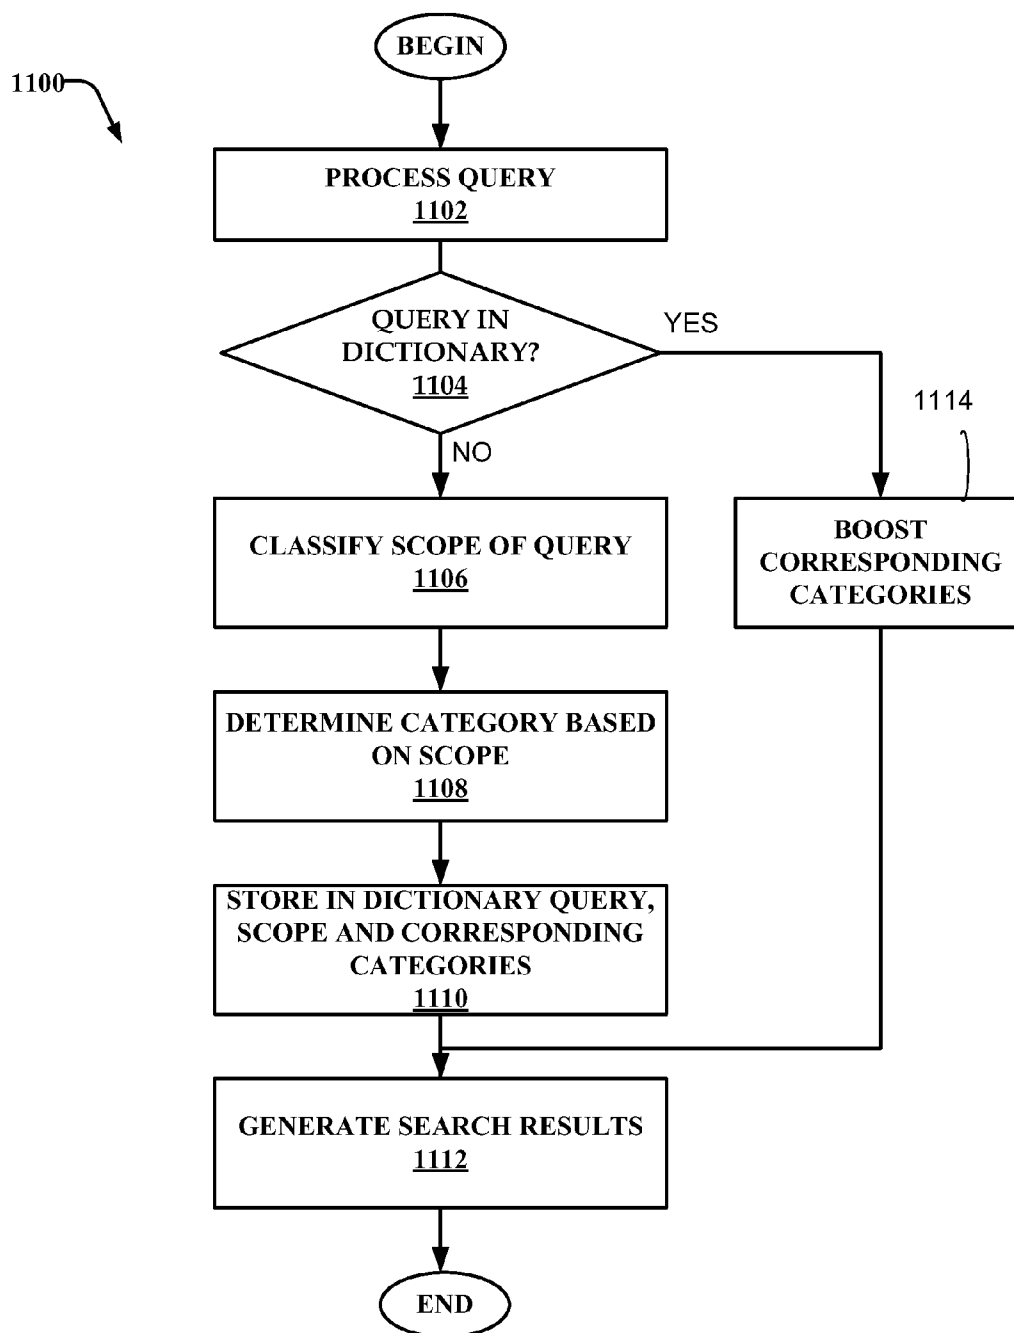 BEGIN
1100
PROCESS QUERY
1102
QUERY IN
DICTIONARY?
1104
YES
NO
1114
CLASSIFY SCOPE OF QUERY
1106
BOOST
CORRESPONDING
CATEGORIES
DETERMINE CATEGORY BASED
ON SCOPE
1108
STORE IN DICTIONARY QUERY,
SCOPE AND CORRESPONDING
CATEGORIES
1110
GENERATE SEARCH RESULTS
1112
END